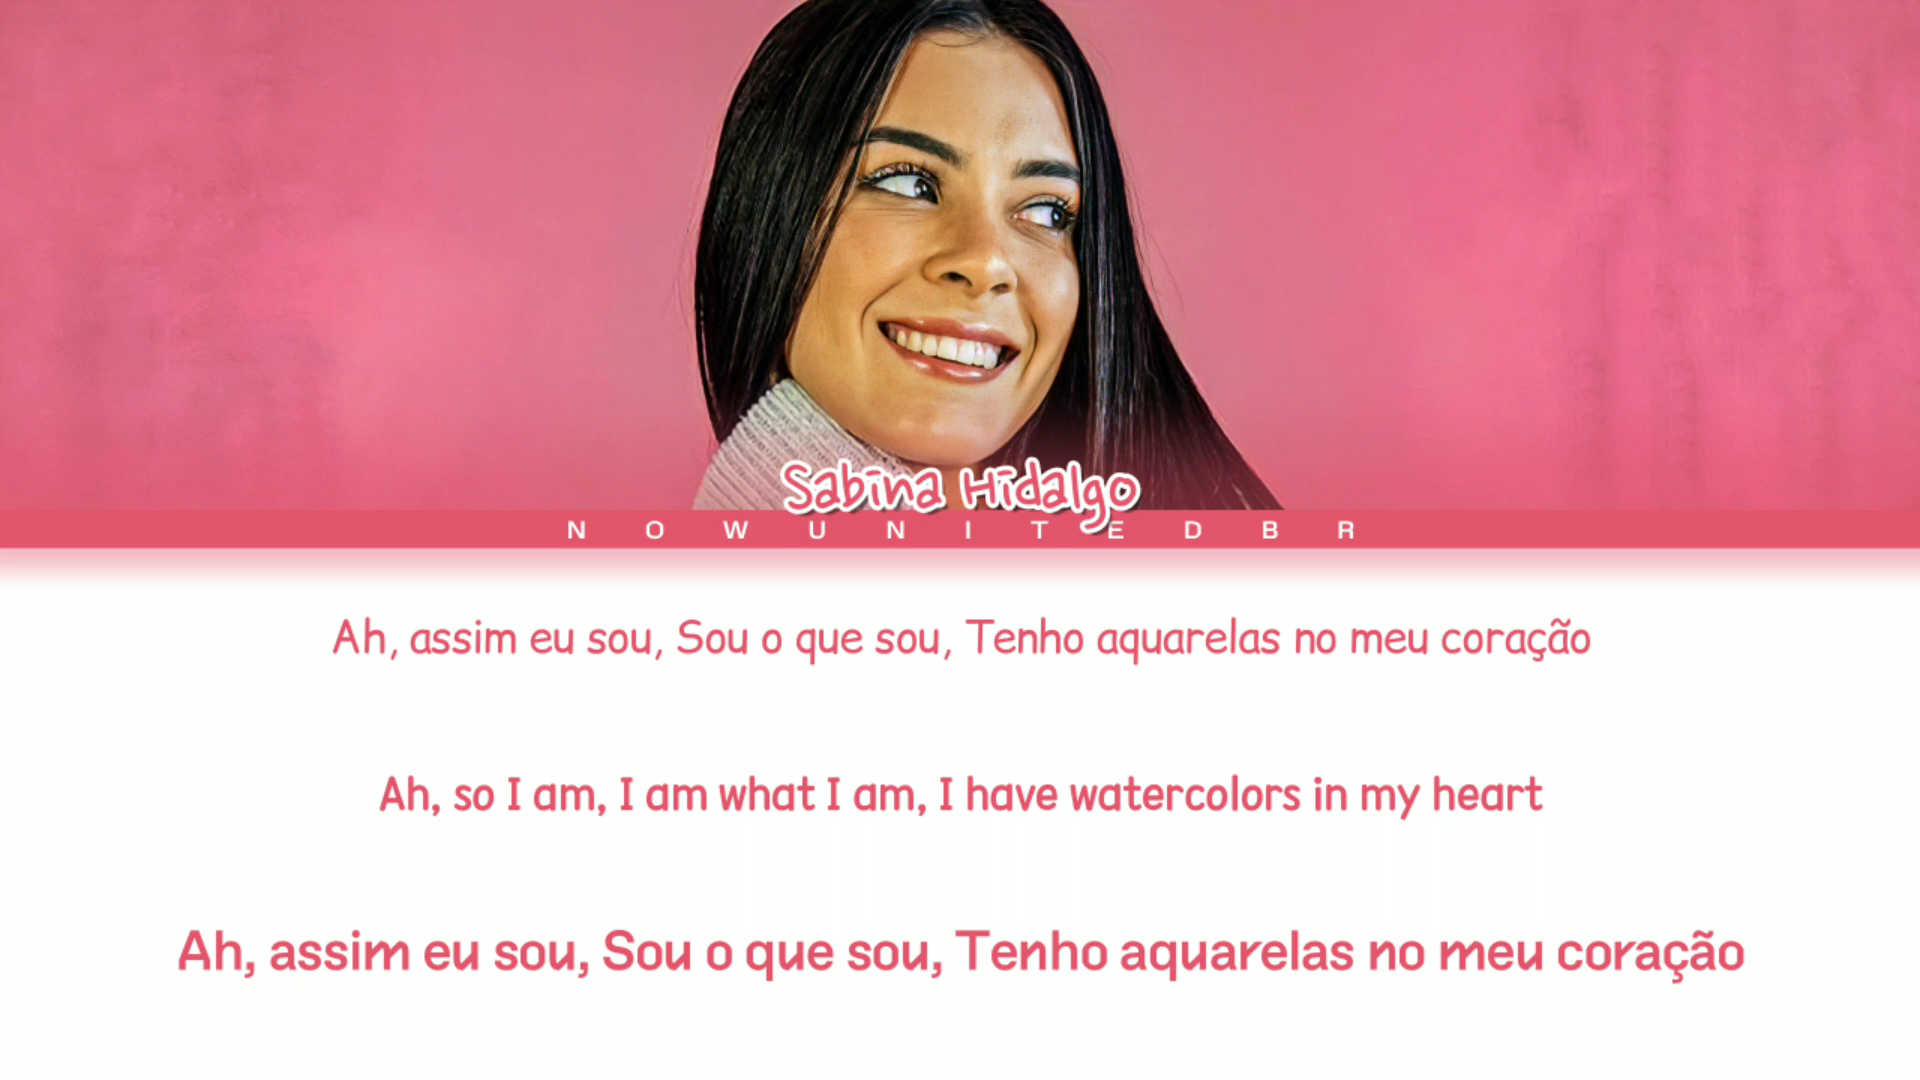 Sabina Hidalgo
NOWUNITEDBR
Ah, assim eu sou, Sou o que sou, Tenho aquarelas no meu coração
Ah, so I am, I am what I am, I have watercolors in my heart
Ah, assim eu sou, Sou o que sou, Tenho aquarelas no meu coração